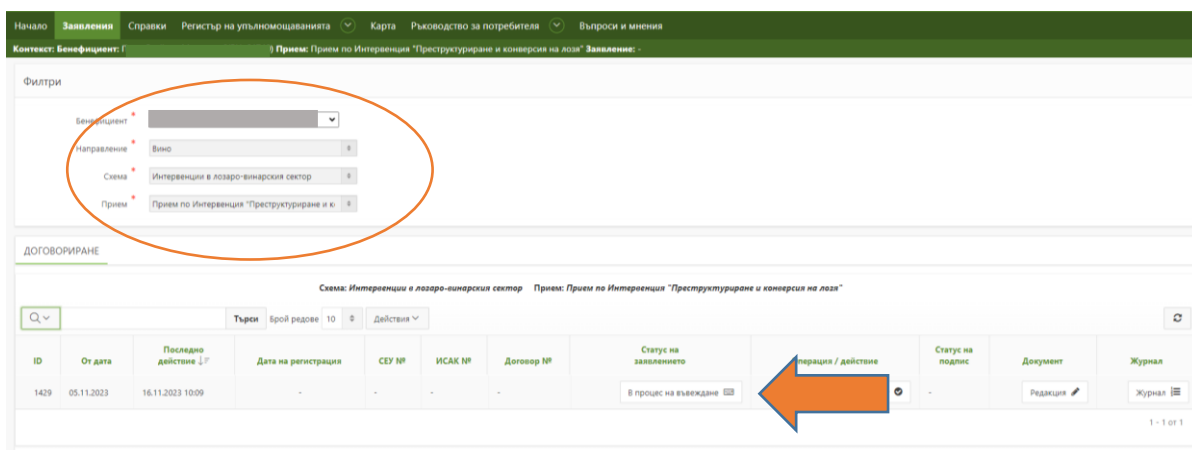 Начало Заявления Справки Регистър на упълномощаванията Карта Ръководство за потребителя Въпроси и мнения
Контекст: Бенефициент: Прием: Прием по Интервенция "Преструктуриране и конверсия на лозя" Заявление: -
Филтри
Бенефициент *
Направление * Вино
Схема * Интервенции в лозаро-винарския сектор
Прием * Прием по Интервенция "Преструктуриране и к
ДОГОВОРИРАНЕ
Схема: Интервенции в лозаро-винарския сектор Прием: Прием по Интервенция "Преструктуриране и конверсия на лозя"
Търси Брой редове 10 Действия
ID От дата Последно действие Дата на регистрация СЕУ № ИСАК № Договор № Статус на заявлението перация / действие Статус на подпис Документ Журнал
1429 05.11.2023 16.11.2023 10:09 - - - - В процес на въвеждане - Редакция Журнал
1 - 1 от 1